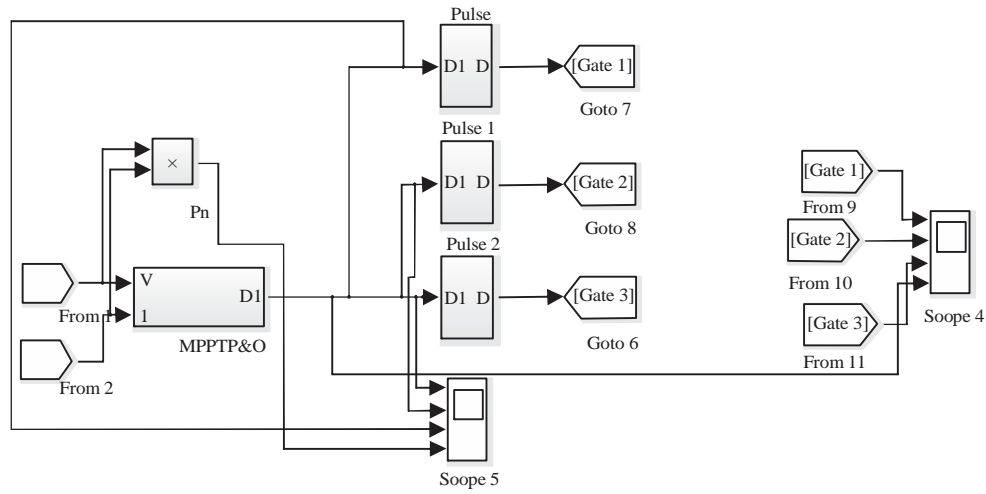 Pulse
D1 D
[Gate 1]
Goto 7
Pulse 1
×
Pn
D1 D
[Gate 2]
Goto 8
[Gate 1]
From 9
Pulse 2
[Gate 2]
From 10
V
D1
1
From 1
MPPTP&O
D1 D
[Gate 3]
Goto 6
[Gate 3]
From 11
Soope 4
From 2
Soope 5